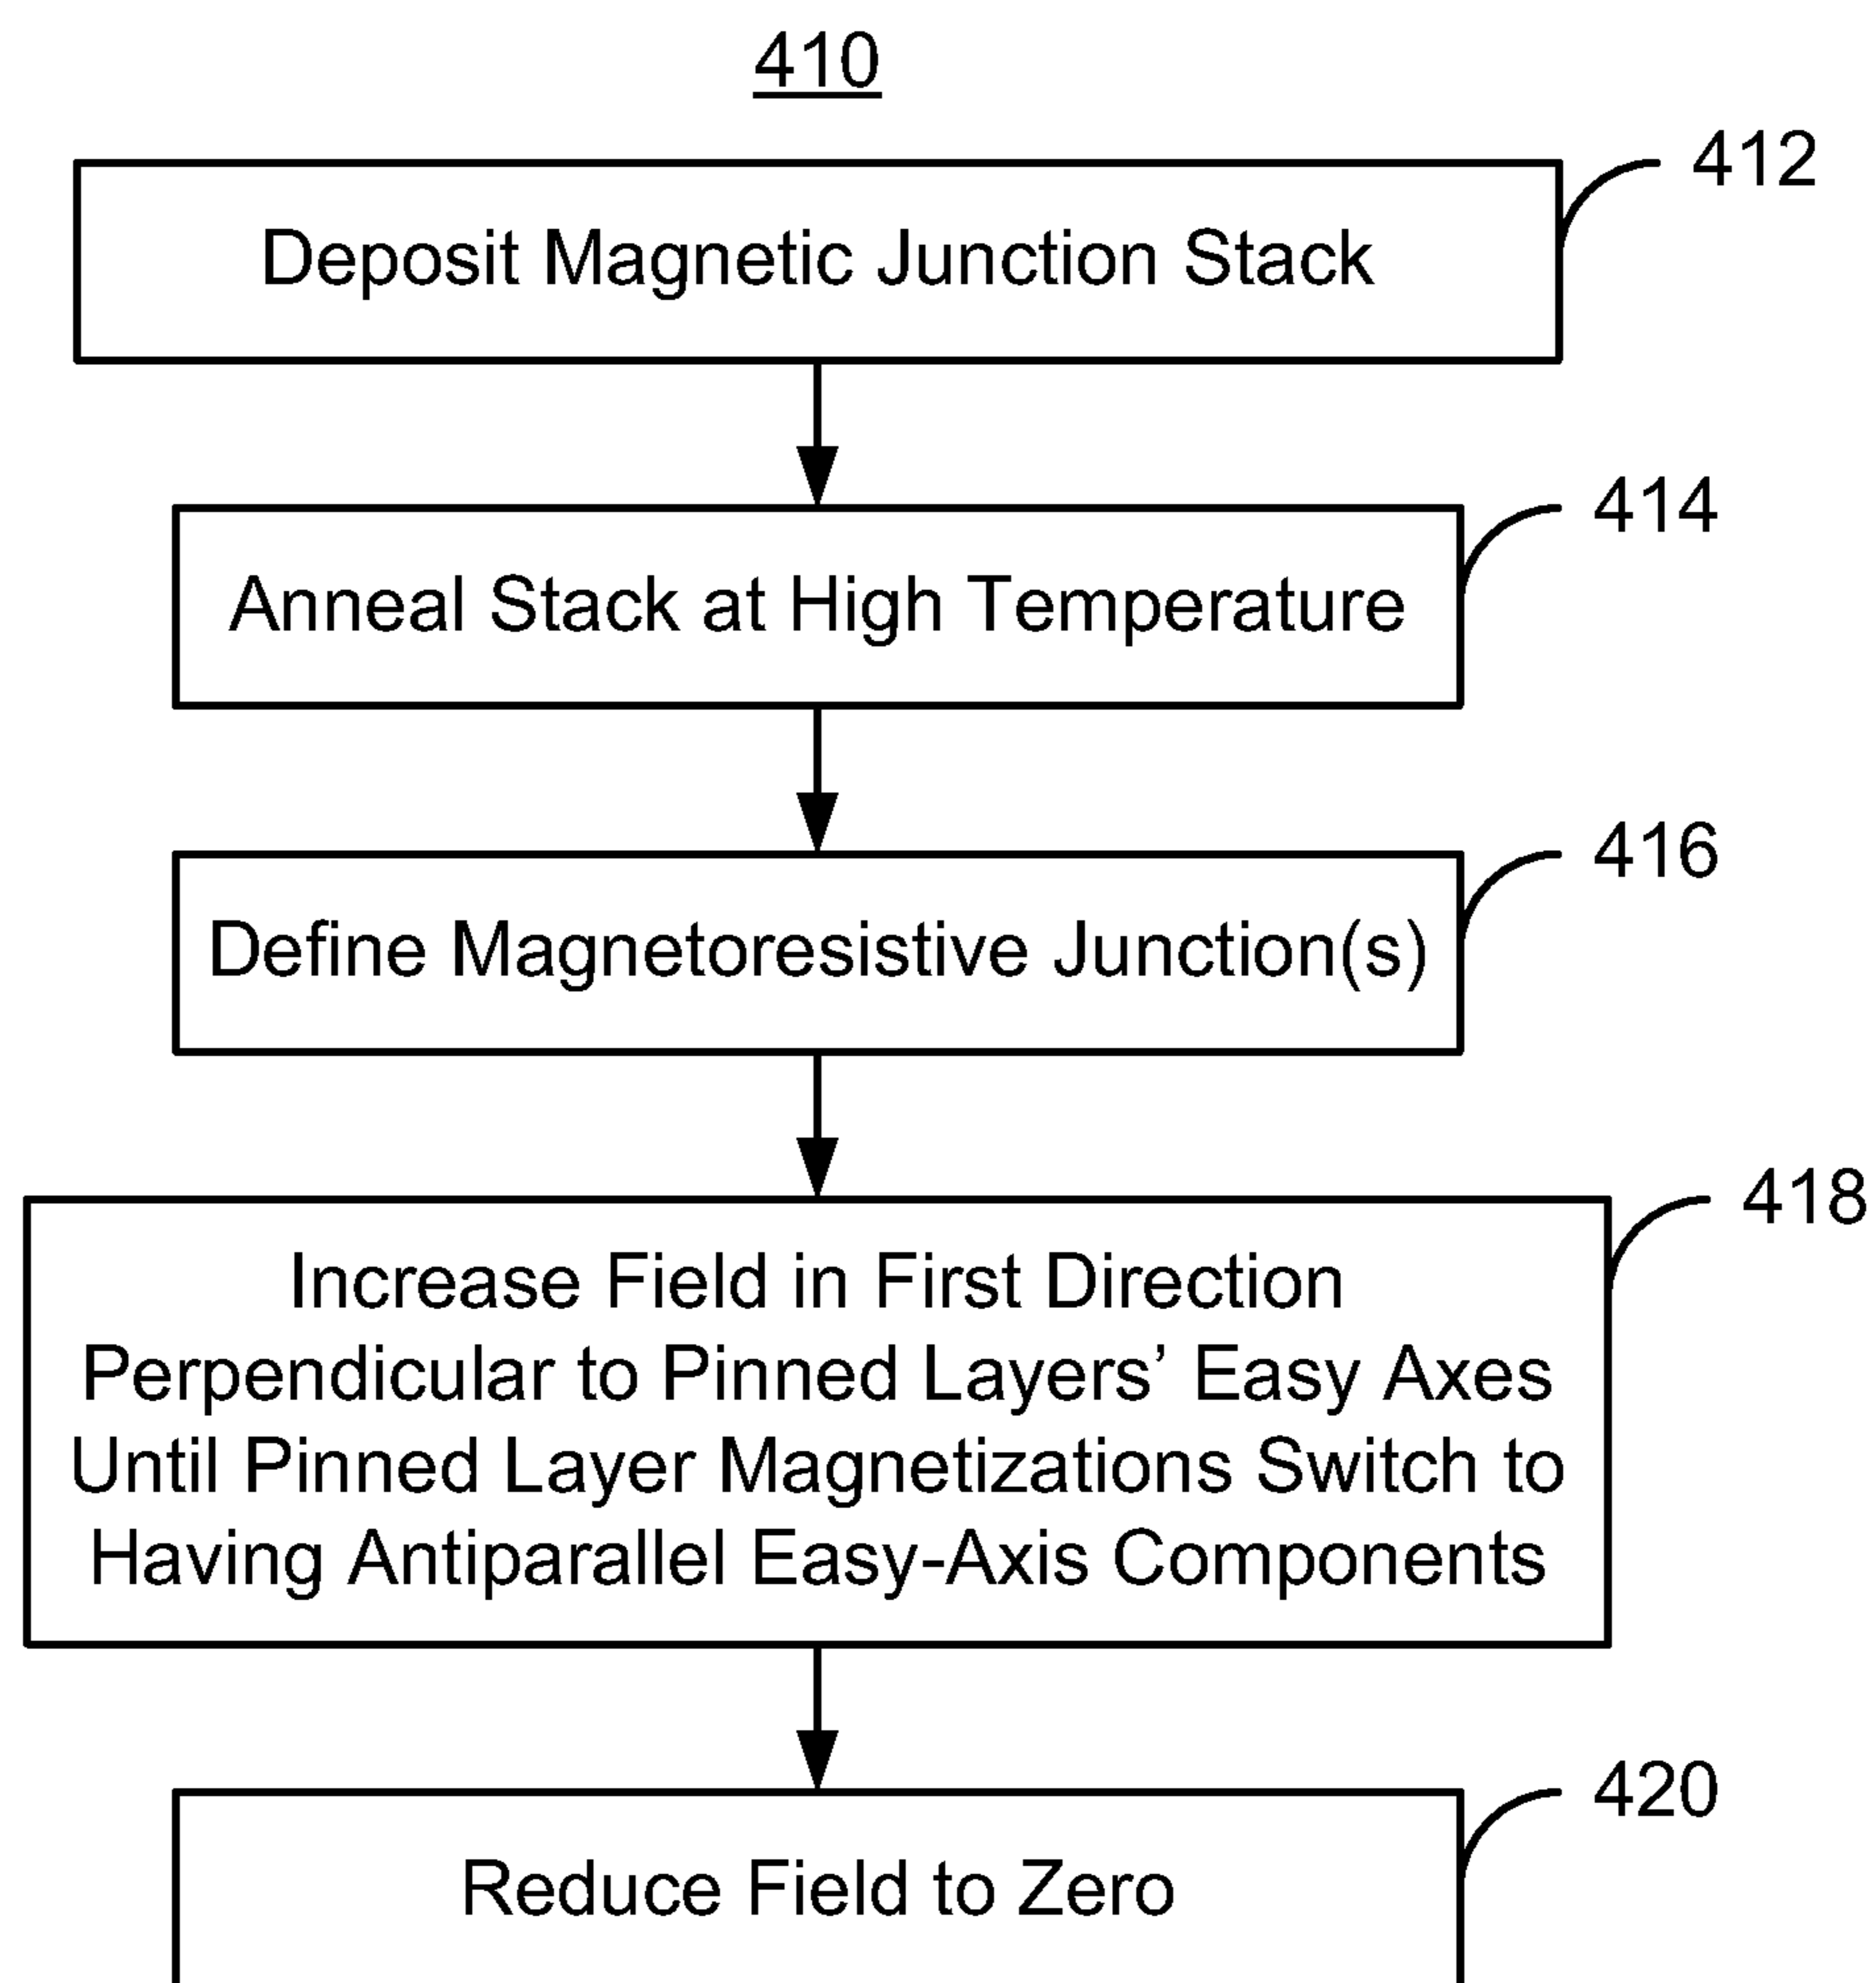 410
412
Deposit Magnetic Junction Stack
414
Anneal Stack at High Temperature
416
Define Magnetoresistive Junction(s)
418
Increase Field in First Direction
Perpendicular to Pinned Layers’ Easy Axes
Until Pinned Layer Magnetizations Switch to
Having Antiparallel Easy-Axis Components
420
Reduce Field to Zero